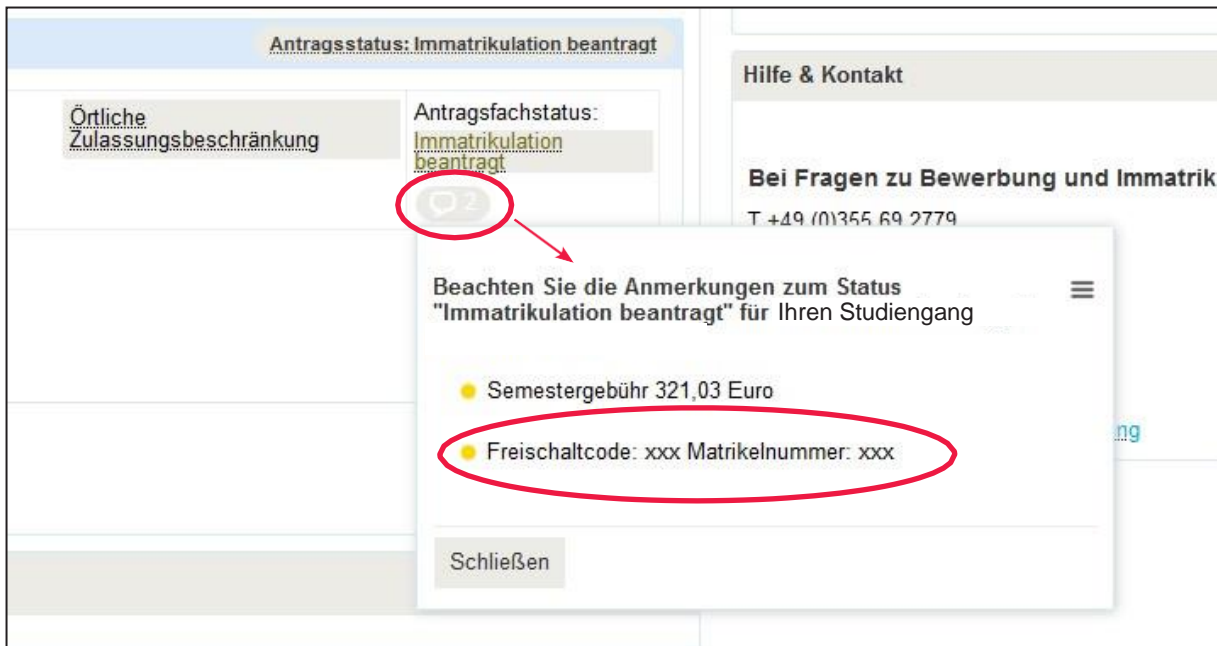 Antragsstatus: Immatrikulation beantragt
Örtliche
Zulassungsbeschränkung
Antragsfachstatus:
Immatrikulation
beantragt
2
Hilfe & Kontakt
Bei Fragen zu Bewerbung und Immatrik
T +49 (0)355 69 2779
Beachten Sie die Anmerkungen zum Status
"Immatrikulation beantragt" für Ihren Studiengang
Semestergebühr 321,03 Euro
Freischaltcode: xxx Matrikelnummer: xxx
ng
Schließen